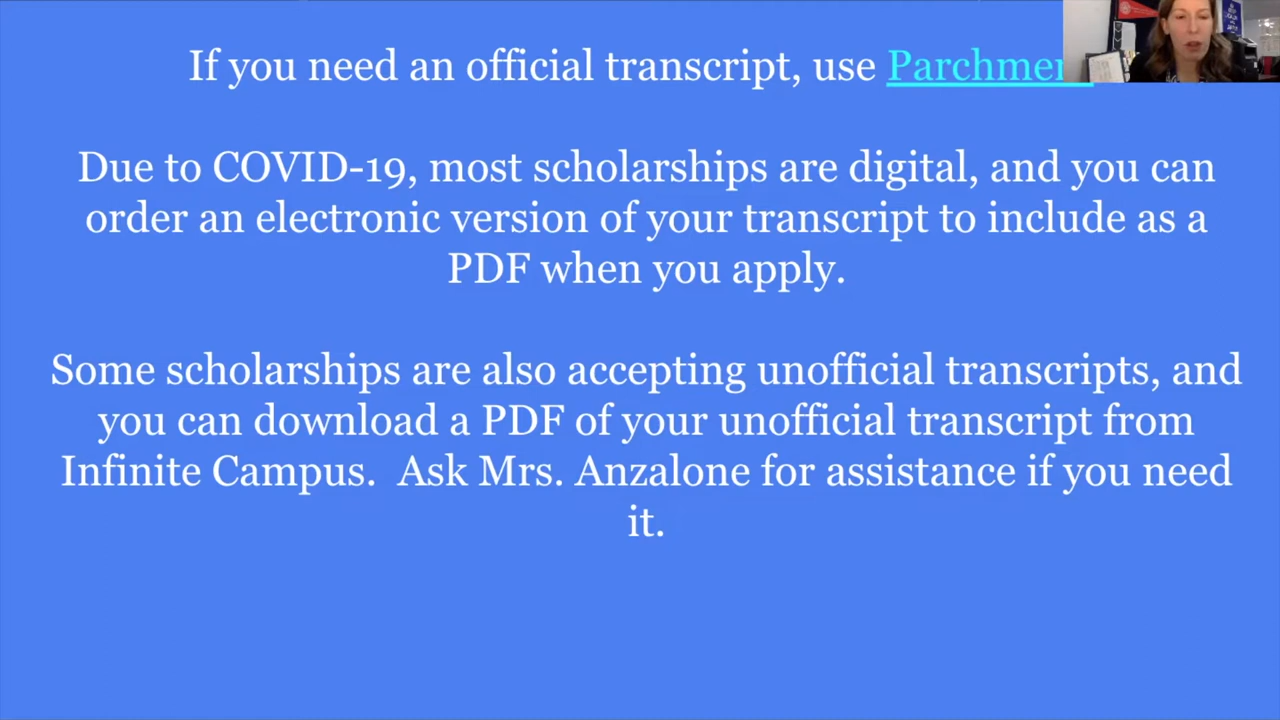 If you need an official transcript, use
Due to COVID-19, most scholarships are digital, and you can
order an electronic version of your transcript to include as a
PDF when you apply.
Some scholarships are also accepting unofficial transcripts, and
you can download a PDF of your unofficial transcript from
Infinite Campus.  Ask Mrs. Anzalone for assistance if you need
it.